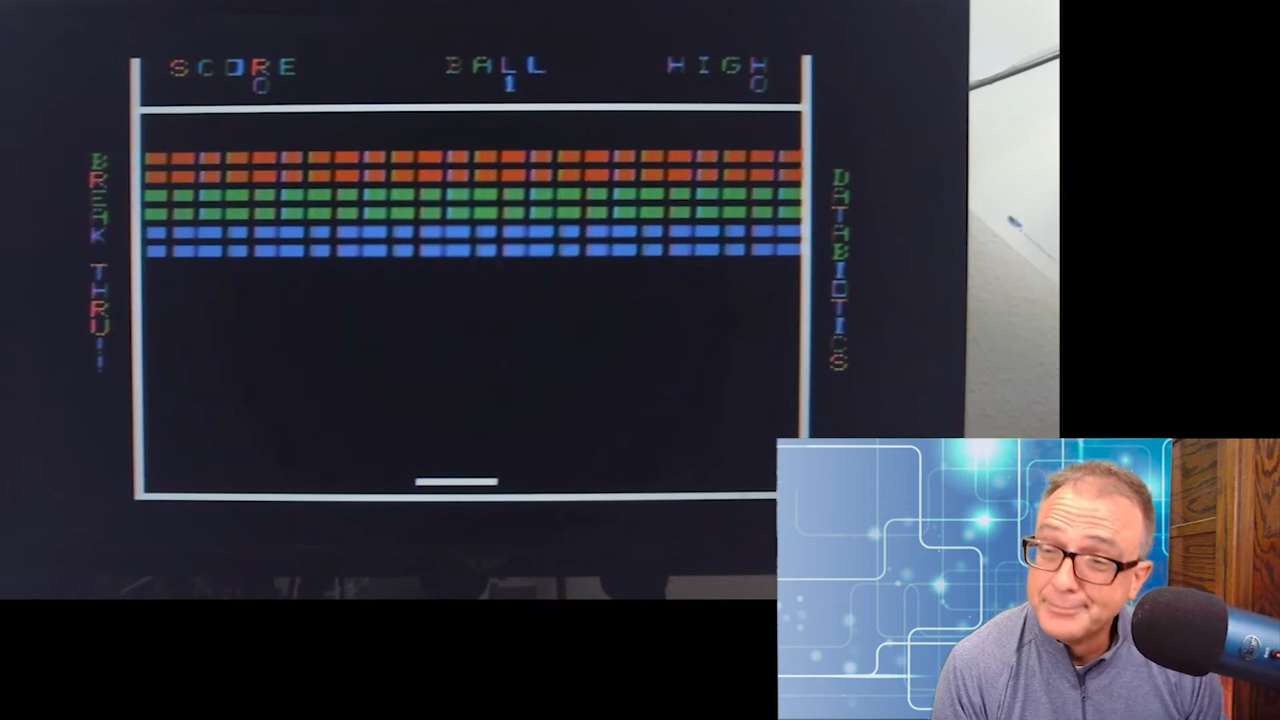 SCORE BALL HIGH
0 1 0
BREAK THRU!!
DATABIOTICS